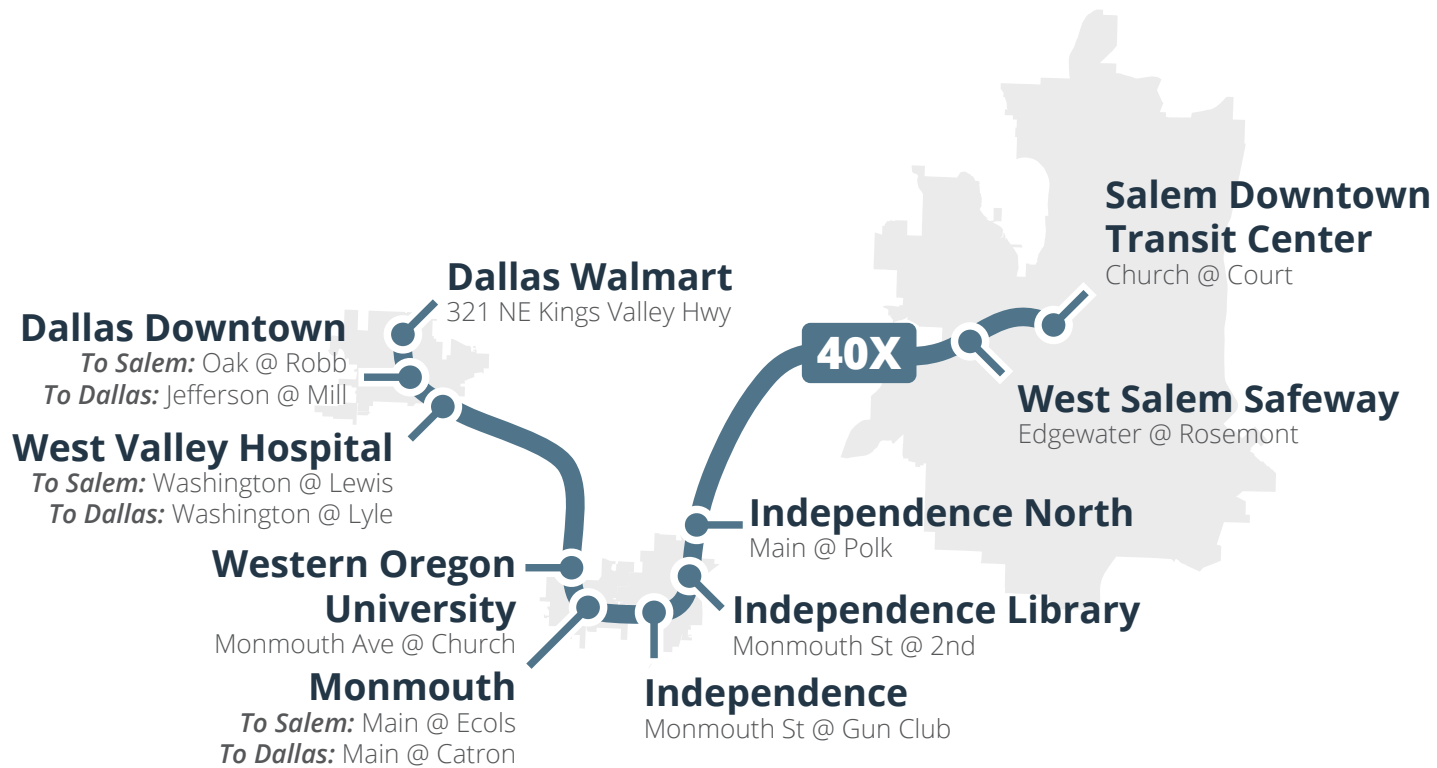 Salem Downtown
Transit Center
Church @ Court
Dallas Walmart
321 NE Kings Valley Hwy
Dallas Downtown
To Salem: Oak @ Robb
To Dallas: Jefferson @ Mill
40X
West Salem Safeway
Edgewater @ Rosemont
West Valley Hospital
To Salem: Washington @ Lewis
To Dallas: Washington @ Lyle
Independence North
Main @ Polk
Western Oregon
University
Monmouth Ave @ Church
Independence Library
Monmouth St @ 2nd
Monmouth
To Salem: Main @ Ecols
To Dallas: Main @ Catron
Independence
Monmouth St @ Gun Club